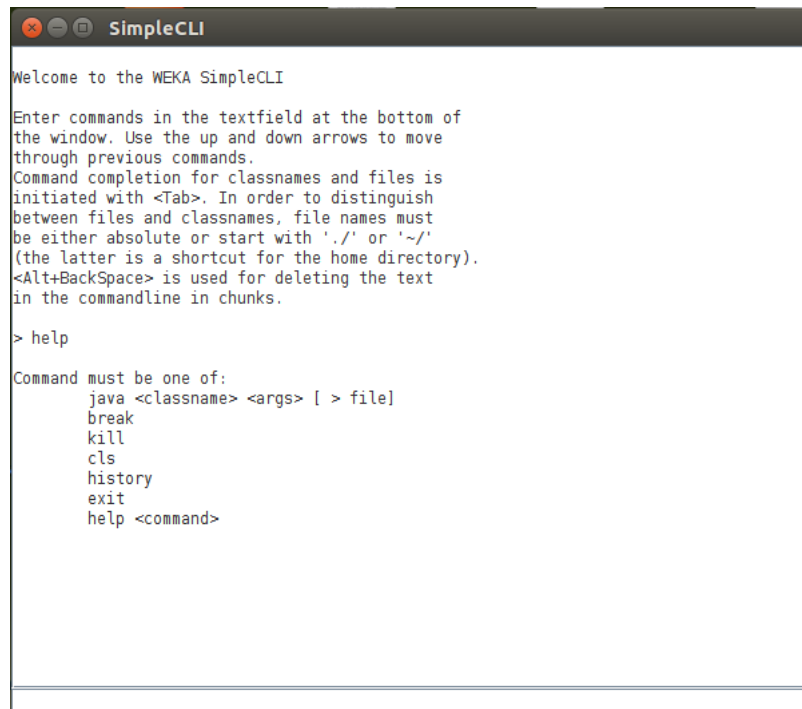 SimpleCLI
Welcome to the WEKA SimpleCLI
Enter commands in the textfield at the bottom of
the window. Use the up and down arrows to move
through previous commands.
Command completion for classnames and files is
initiated with <Tab>. In order to distinguish
between files and classnames, file names must
be either absolute or start with './' or '~/'
(the latter is a shortcut for the home directory).
<Alt+BackSpace> is used for deleting the text
in the commandline in chunks.
> help
Command must be one of:
java <classname> <args> [ > file]
break
kill
cls
history
exit
help <command>